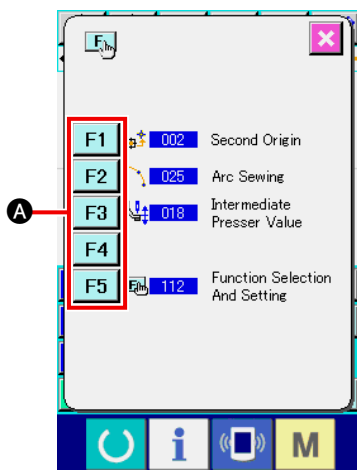 F
F1 002 Second Origin
F2 025 Arc Sewing
A F3 018 Intermediate
Presser Value
F4
F5 F 112 Function Selection
And Setting
i M